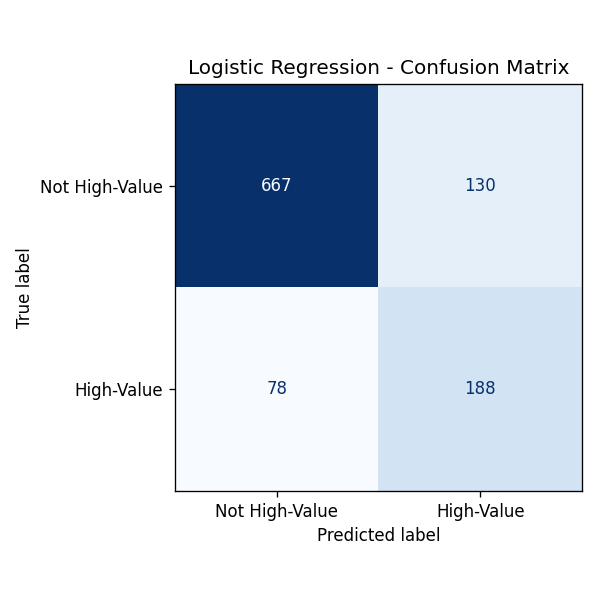 Logistic Regression - Confusion Matrix
Not High-Value
667
130
True label
High-Value
78
188
Not High-Value
High-Value
Predicted label